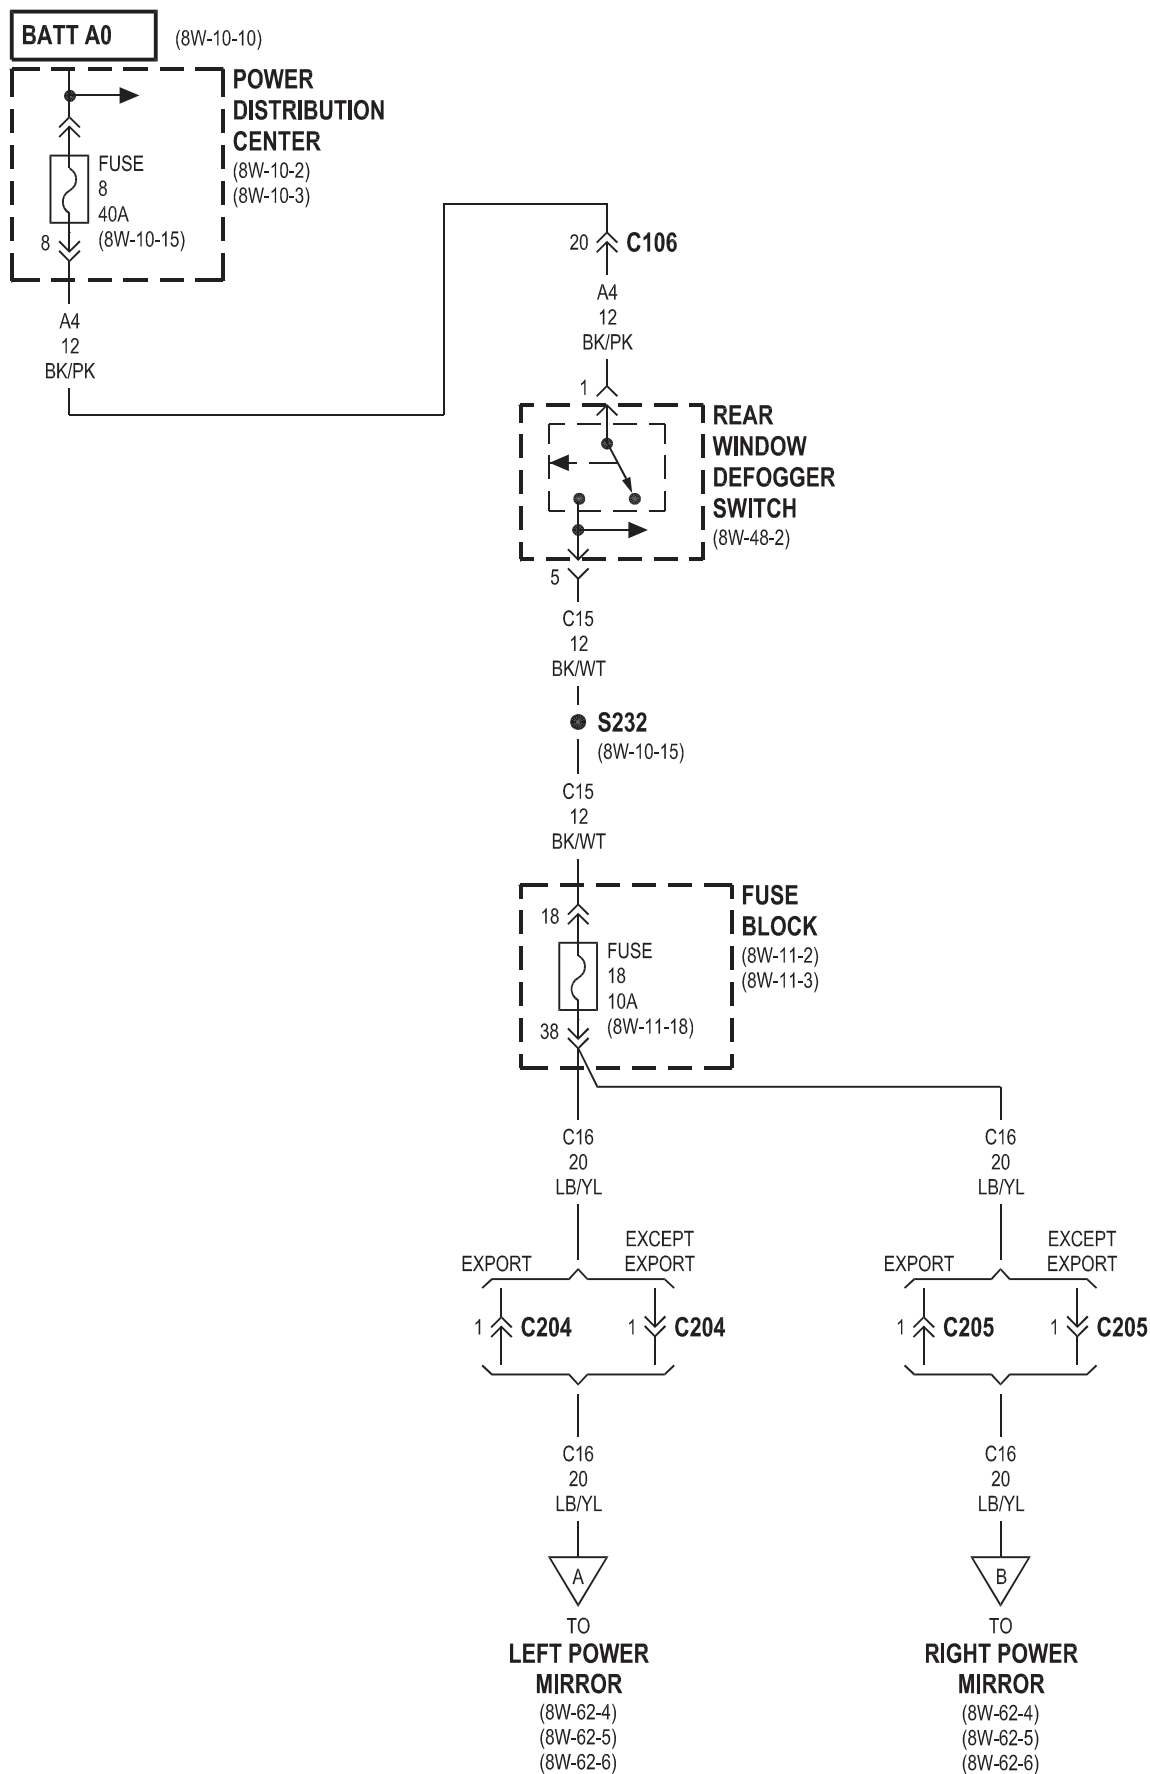 BATT A0
(8W-10-10)
POWER
DISTRIBUTION
CENTER
(8W-10-2)
(8W-10-3)
FUSE
8
40A
(8W-10-15)
8
A4
12
BK/PK
20
C106
A4
12
BK/PK
1
REAR
WINDOW
DEFOGGER
SWITCH
(8W-48-2)
5
C15
12
BK/WT
S232
(8W-10-15)
C15
12
BK/WT
FUSE
BLOCK
(8W-11-2)
(8W-11-3)
18
FUSE
18
10A
(8W-11-18)
38
C16
20
LB/YL
C16
20
LB/YL
EXPORT
EXCEPT
EXPORT
EXPORT
EXCEPT
EXPORT
1
C204
1
C204
1
C205
1
C205
C16
20
LB/YL
C16
20
LB/YL
A
TO
LEFT POWER
MIRROR
(8W-62-4)
(8W-62-5)
(8W-62-6)
B
TO
RIGHT POWER
MIRROR
(8W-62-4)
(8W-62-5)
(8W-62-6)